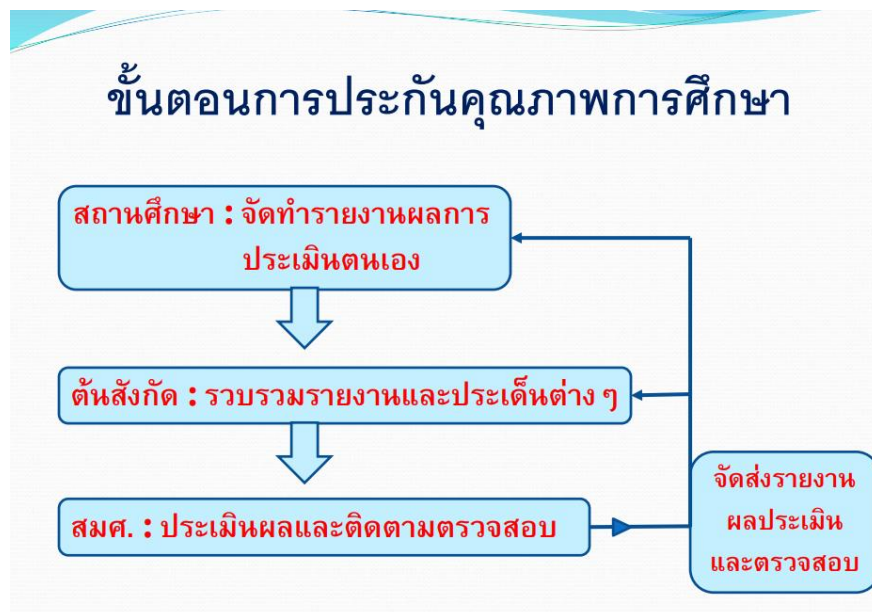 ขั้นตอนการประกันคุณภาพการศึกษา
สถานศึกษา : จัดทำรายงานผลการ
ประเมินตนเอง
ต้นสังกัด : รวบรวมรายงานและประเด็นต่าง ๆ
สมศ. : ประเมินผลและติดตามตรวจสอบ
จัดส่งรายงาน
ผลประเมิน
และตรวจสอบ